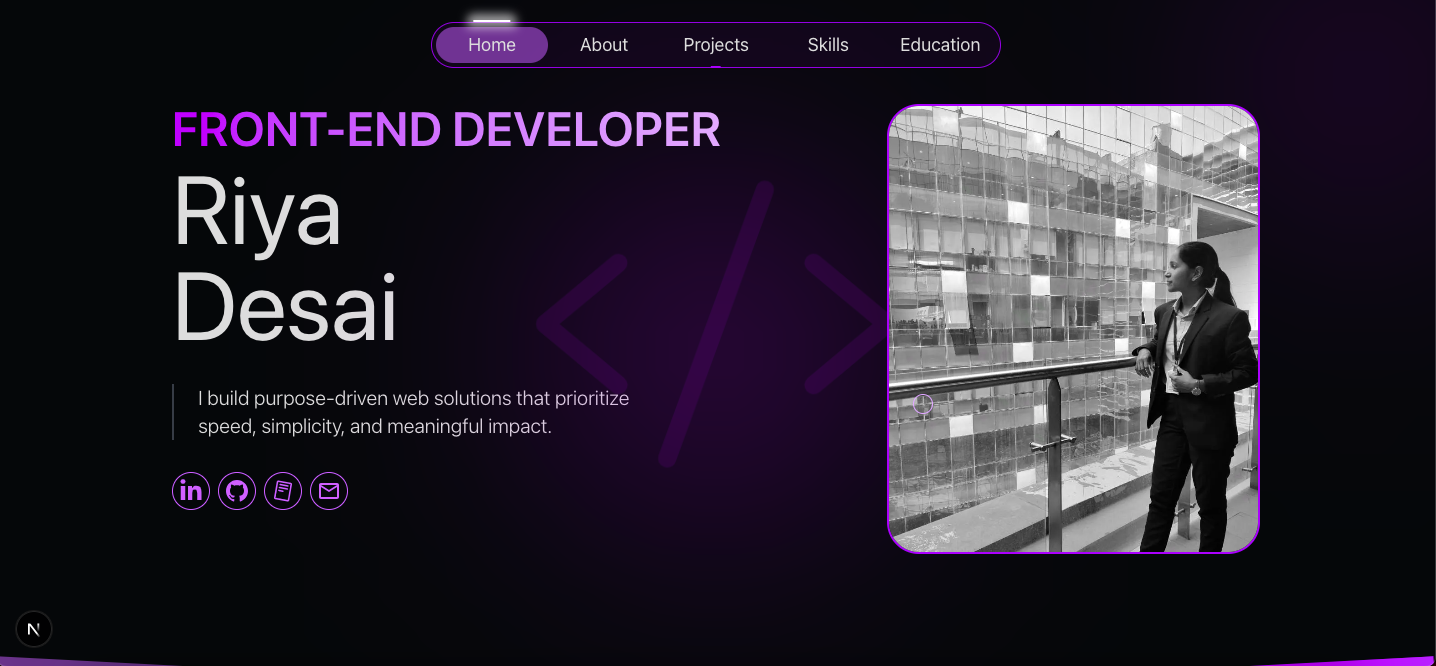 Home About Projects Skills Education
FRONT-END DEVELOPER
Riya
Desai
I build purpose-driven web solutions that prioritize
speed, simplicity, and meaningful impact.
in
N